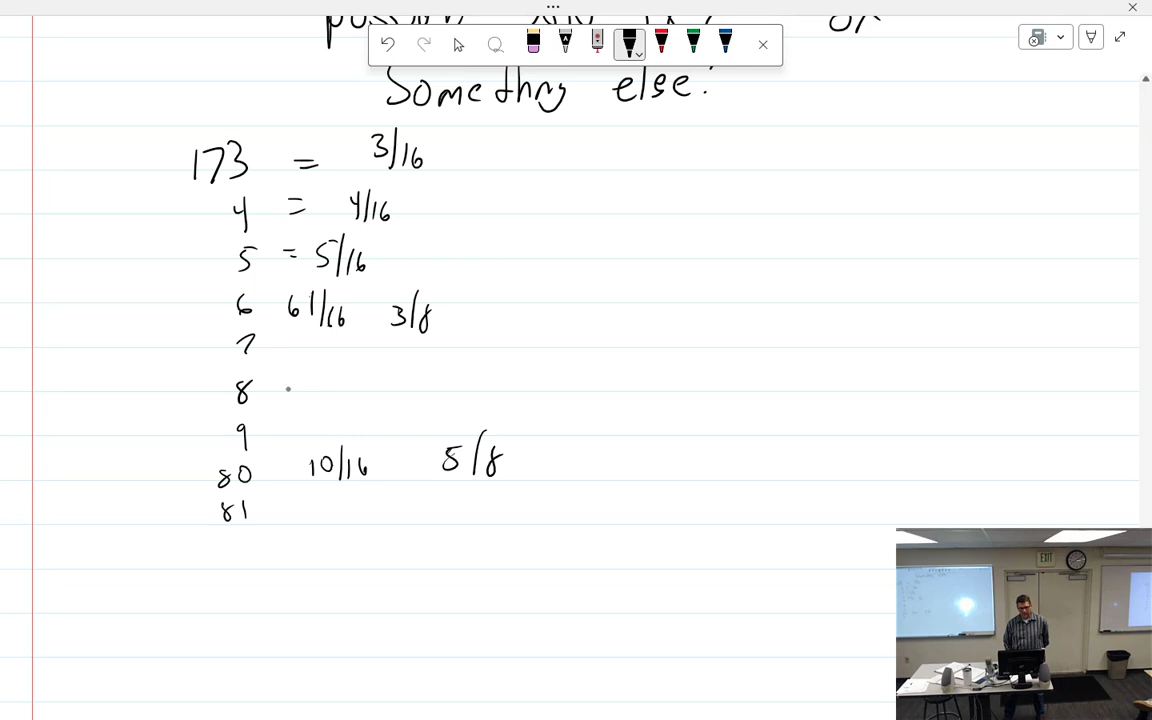 Something else?
173 = 3/16
4 = 4/16
5 = 5/16
6 6/16 3/8
7
8
9
80 10/16 5/8
81
EXIT